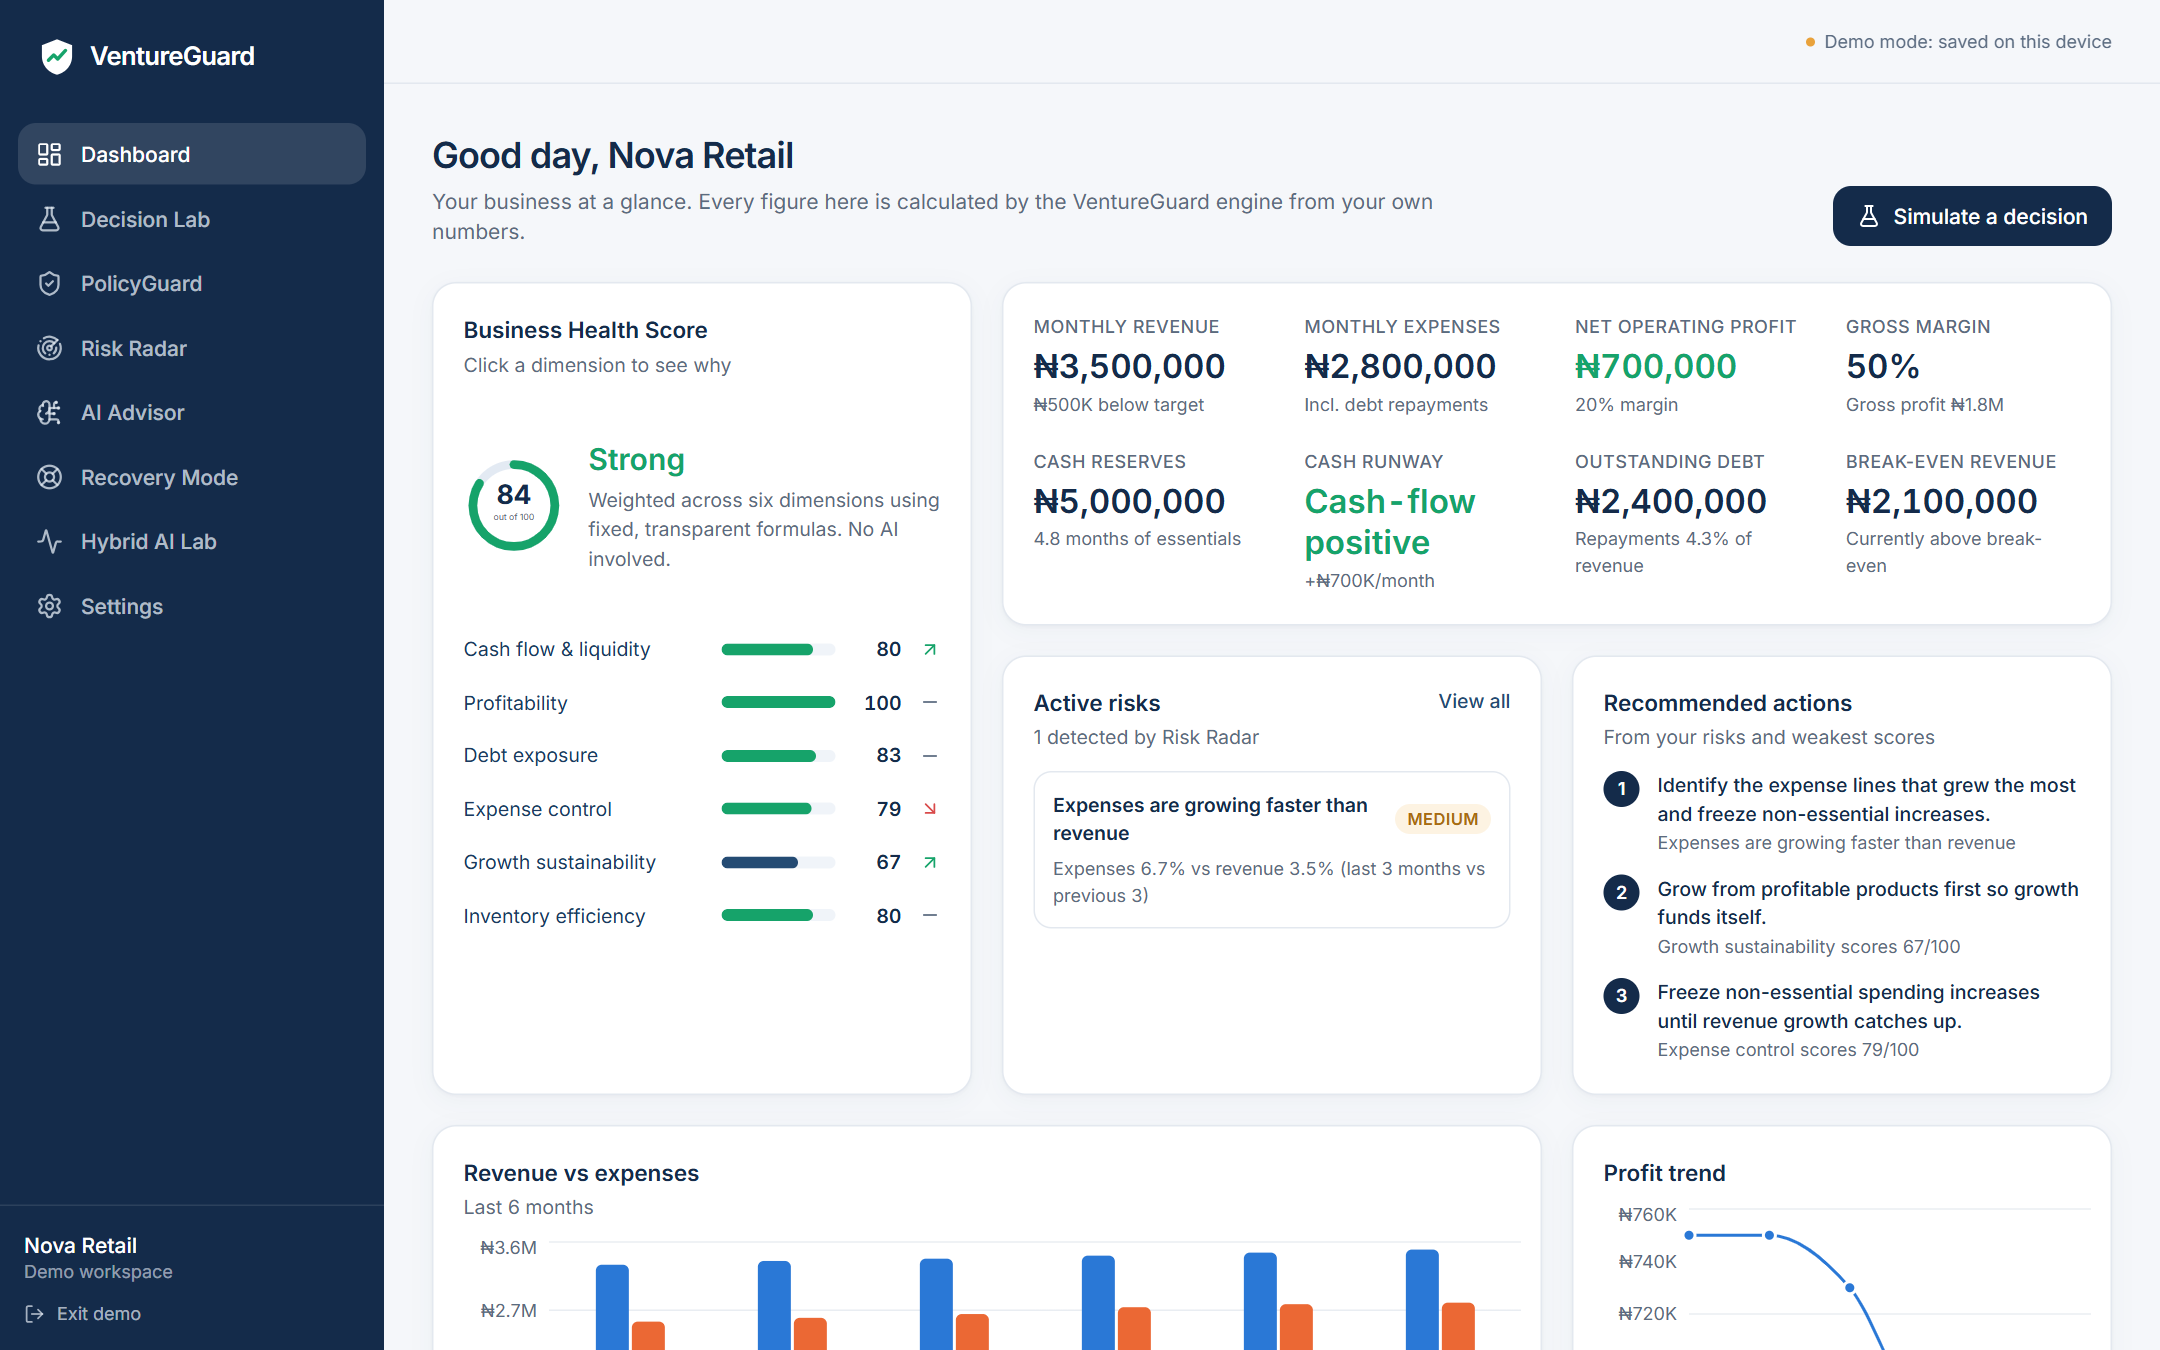 VentureGuard
Dashboard
Decision Lab
PolicyGuard
Risk Radar
AI Advisor
Recovery Mode
Hybrid AI Lab
Settings
Nova Retail
Demo workspace
Exit demo
Demo mode: saved on this device
Good day, Nova Retail
Your business at a glance. Every figure here is calculated by the VentureGuard engine from your own
numbers.
Simulate a decision
Business Health Score
Click a dimension to see why
84
out of 100
Strong
Weighted across six dimensions using
fixed, transparent formulas. No AI
involved.
Cash flow & liquidity 80
Profitability 100
Debt exposure 83
Expense control 79
Growth sustainability 67
Inventory efficiency 80
MONTHLY REVENUE
₦3,500,000
₦500K below target
MONTHLY EXPENSES
₦2,800,000
Incl. debt repayments
NET OPERATING PROFIT
₦700,000
20% margin
GROSS MARGIN
50%
Gross profit ₦1.8M
CASH RESERVES
₦5,000,000
4.8 months of essentials
CASH RUNWAY
Cash-flow
positive
+₦700K/month
OUTSTANDING DEBT
₦2,400,000
Repayments 4.3% of
revenue
BREAK-EVEN REVENUE
₦2,100,000
Currently above break-
even
Active risks
View all
1 detected by Risk Radar
Expenses are growing faster than
revenue
MEDIUM
Expenses 6.7% vs revenue 3.5% (last 3 months vs
previous 3)
Recommended actions
From your risks and weakest scores
1 Identify the expense lines that grew the most
and freeze non-essential increases.
Expenses are growing faster than revenue
2 Grow from profitable products first so growth
funds itself.
Growth sustainability scores 67/100
3 Freeze non-essential spending increases
until revenue growth catches up.
Expense control scores 79/100
Revenue vs expenses
Last 6 months
₦3.6M
₦2.7M
Profit trend
₦760K
₦740K
₦720K